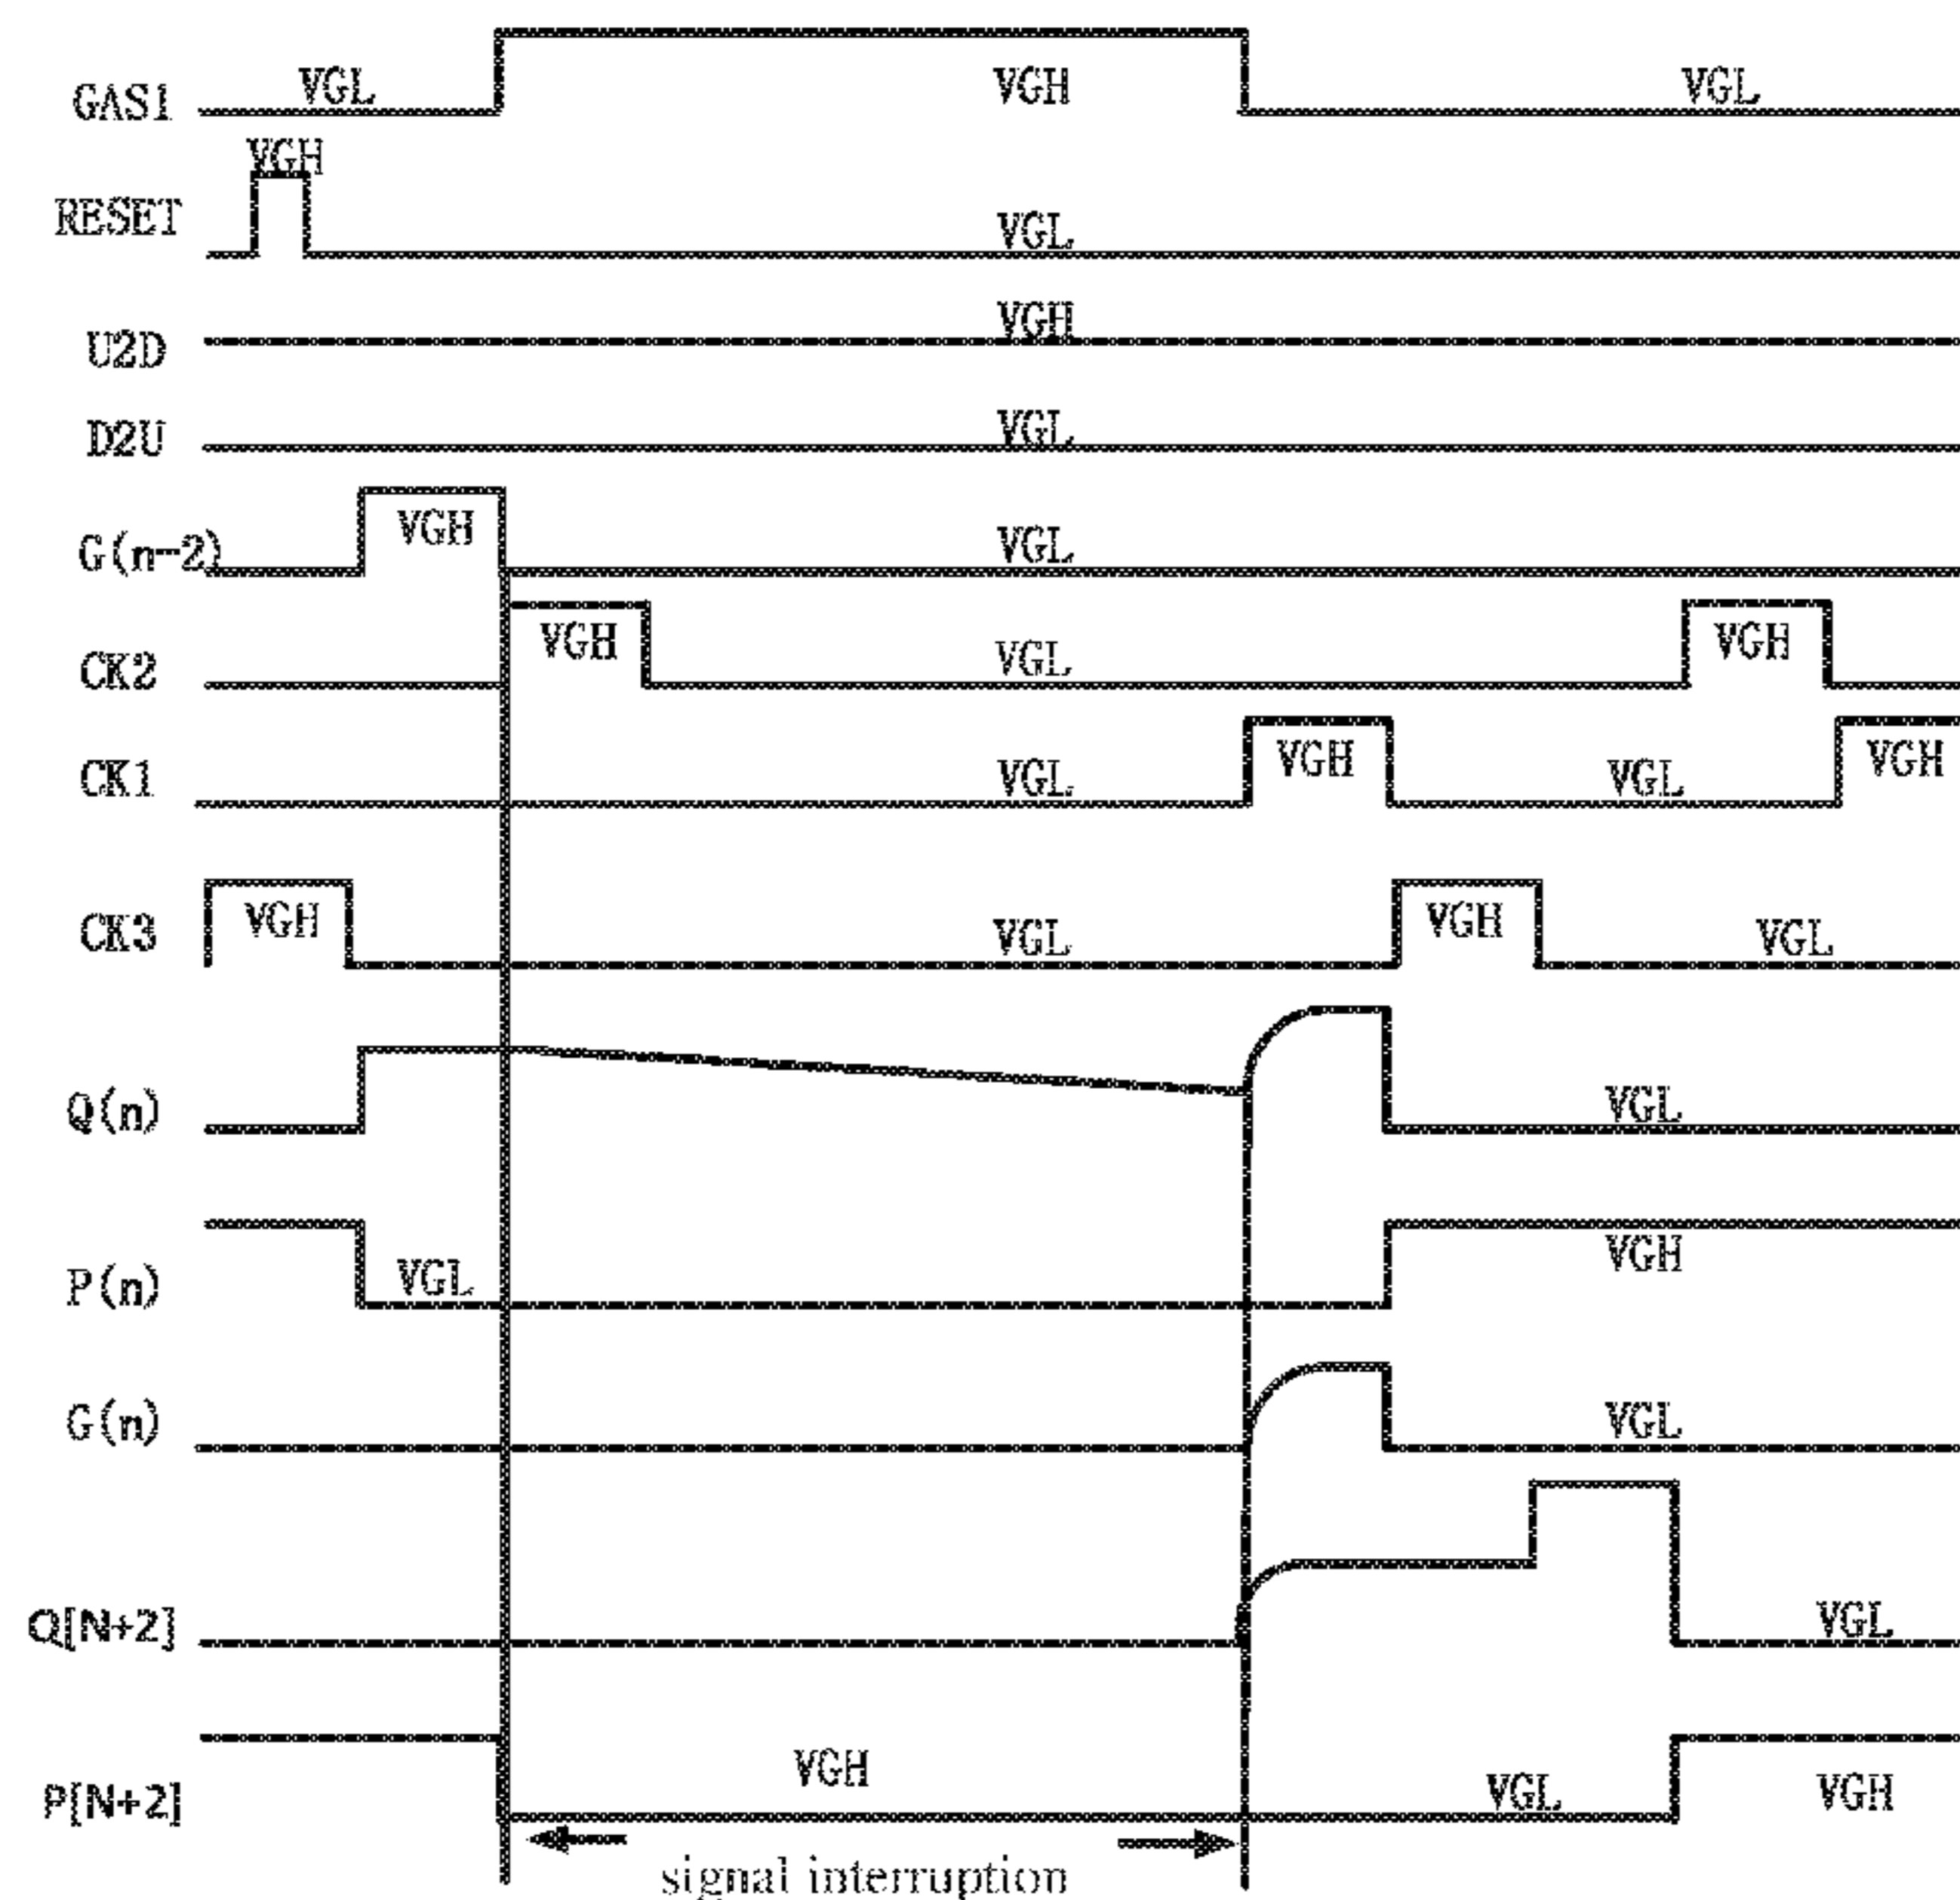 GAS1 VGL VGH VGL
VGH
RESET VGL
U2D VGH
D2U VGL
G(n-2) VGH VGL
CK2 VGH VGL VGH
CK1 VGL VGH VGL VGH
CK3 VGH VGL VGH VGL
Q(n) VGL
P(n) VGL VGH
G(n) VGL
Q[N+2] VGL
P[N+2] VGH VGL VGH
signal interruption